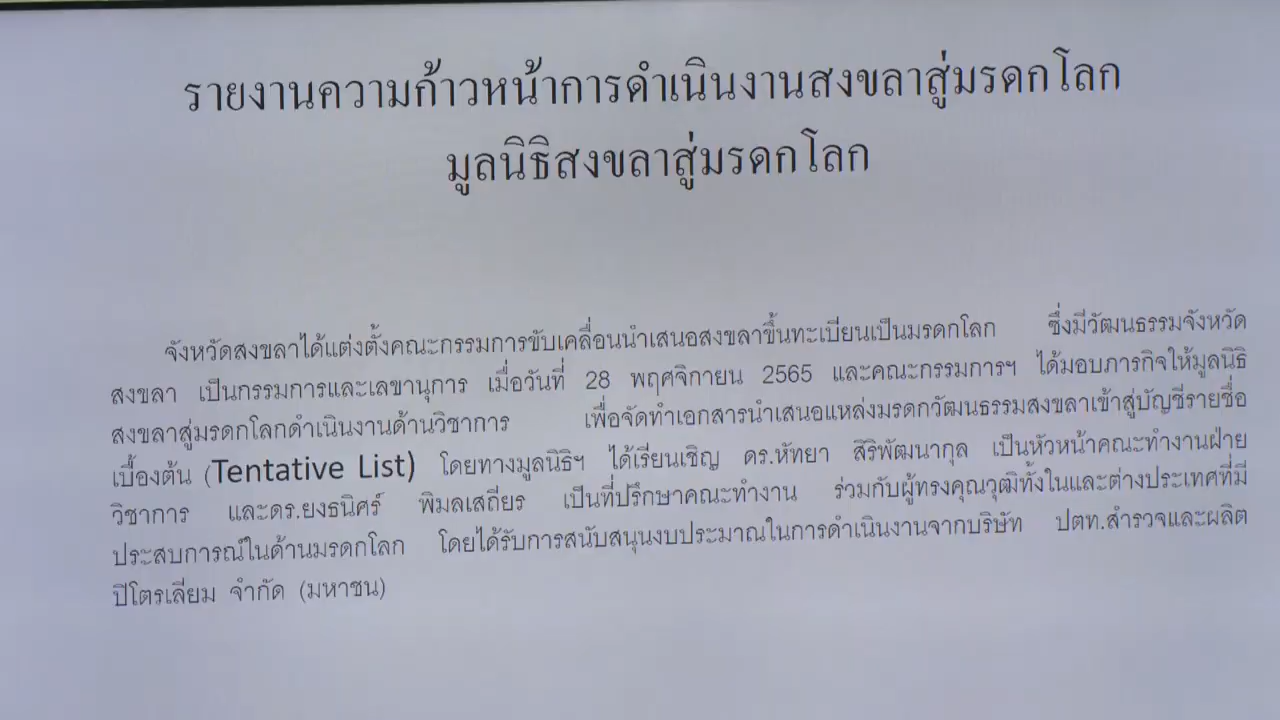 รายงานความก้าวหน้าการดำเนินงานสงขลาสู่มรดกโลก
มูลนิธิสงขลาสู่มรดกโลก
จังหวัดสงขลาได้แต่งตั้งคณะกรรมการขับเคลื่อนนำเสนอสงขลาขึ้นทะเบียนเป็นมรดกโลก ซึ่งมีวัฒนธรรมจังหวัด
สงขลา เป็นกรรมการและเลขานุการ เมื่อวันที่ 28 พฤศจิกายน 2565 และคณะกรรมการฯ ได้มอบภารกิจให้มูลนิธิ
สงขลาสู่มรดกโลกดำเนินงานด้านวิชาการ เพื่อจัดทำเอกสารนำเสนอแหล่งมรดกวัฒนธรรมสงขลาเข้าสู่บัญชีรายชื่อ
เบื้องต้น (Tentative List) โดยทางมูลนิธิฯ ได้เรียนเชิญ ดร.หัทยา สิริพัฒนากุล เป็นหัวหน้าคณะทำงานฝ่าย
วิชาการ และดร.ยงธนิศร์ พิมลเสถียร เป็นที่ปรึกษาคณะทำงาน ร่วมกับผู้ทรงคุณวุฒิทั้งในและต่างประเทศที่มี
ประสบการณ์ในด้านมรดกโลก โดยได้รับการสนับสนุนงบประมาณในการดำเนินงานจากบริษัท ปตท.สำรวจและผลิต
ปิโตรเลียม จำกัด (มหาชน)